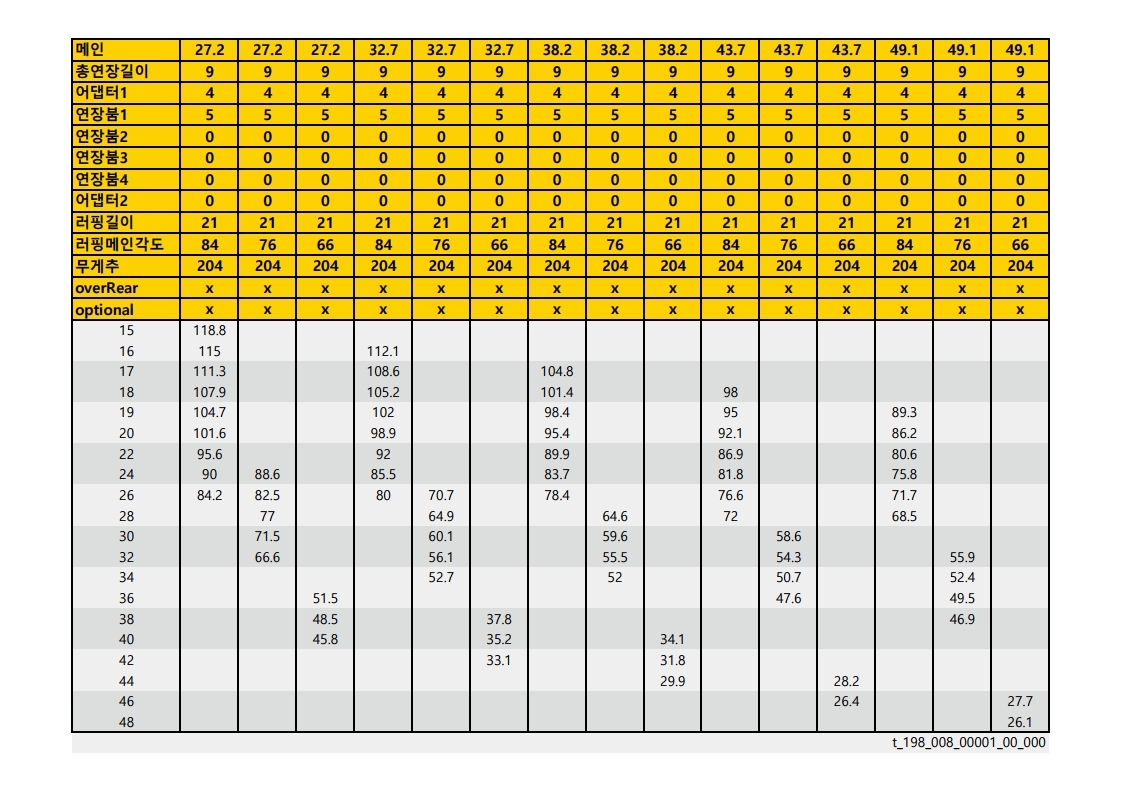 메인 27.2 27.2 27.2 32.7 32.7 32.7 38.2 38.2 38.2 43.7 43.7 43.7 49.1 49.1 49.1
총연장길이 9 9 9 9 9 9 9 9 9 9 9 9 9 9 9
어댑터1 4 4 4 4 4 4 4 4 4 4 4 4 4 4 4
연장붐1 5 5 5 5 5 5 5 5 5 5 5 5 5 5 5
연장붐2 0 0 0 0 0 0 0 0 0 0 0 0 0 0 0
연장붐3 0 0 0 0 0 0 0 0 0 0 0 0 0 0 0
연장붐4 0 0 0 0 0 0 0 0 0 0 0 0 0 0 0
어댑터2 0 0 0 0 0 0 0 0 0 0 0 0 0 0 0
러핑길이 21 21 21 21 21 21 21 21 21 21 21 21 21 21 21
러핑메인각도 84 76 66 84 76 66 84 76 66 84 76 66 84 76 66
무게추 204 204 204 204 204 204 204 204 204 204 204 204 204 204 204
overRear x x x x x x x x x x x x x x x
optional x x x x x x x x x x x x x x x
15 118.8
16 115 112.1
17 111.3 108.6 104.8
18 107.9 105.2 101.4 98
19 104.7 102 98.4 95 89.3
20 101.6 98.9 95.4 92.1 86.2
22 95.6 92 89.9 86.9 80.6
24 90 88.6 85.5 83.7 81.8 75.8
26 84.2 82.5 80 70.7 78.4 76.6 71.7
28 77 64.9 64.6 72 68.5
30 71.5 60.1 59.6 58.6
32 66.6 56.1 55.5 54.3 55.9
34 52.7 52 50.7 52.4
36 51.5 47.6 49.5
38 48.5 37.8 46.9
40 45.8 35.2 34.1
42 33.1 31.8
44 29.9 28.2
46 26.4 27.7
48 26.1
t_198_008_00001_00_000